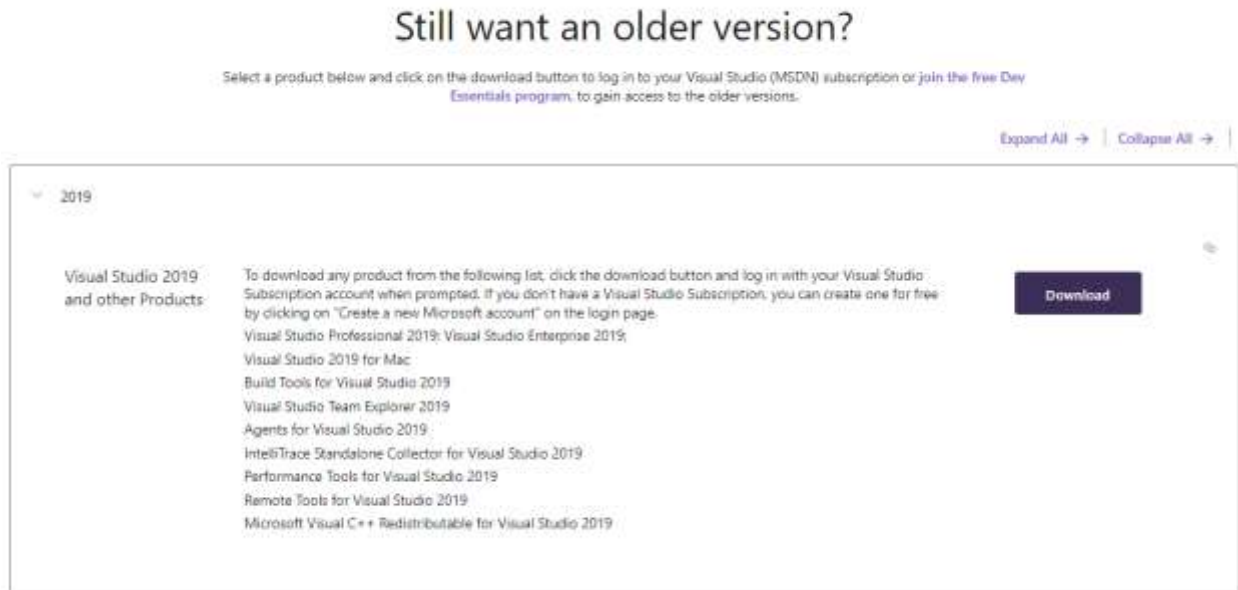 Still want an older version?
Select a product below and click on the download button to log in to your Visual Studio (MSDN) subscription or join the free Dev
Essentials program, to gain access to the older versions.
Expand All → | Collapse All → |
2019
Visual Studio 2019
and other Products
To download any product from the following list, click the download button and log in with your Visual Studio
Subscription account when prompted. If you don't have a Visual Studio Subscription, you can create one for free
by clicking on "Create a new Microsoft account" on the login page.
Visual Studio Professional 2019; Visual Studio Enterprise 2019;
Visual Studio 2019 for Mac
Build Tools for Visual Studio 2019
Visual Studio Team Explorer 2019
Agents for Visual Studio 2019
IntelliTrace Standalone Collector for Visual Studio 2019
Performance Tools for Visual Studio 2019
Remote Tools for Visual Studio 2019
Microsoft Visual C++ Redistributable for Visual Studio 2019
Download